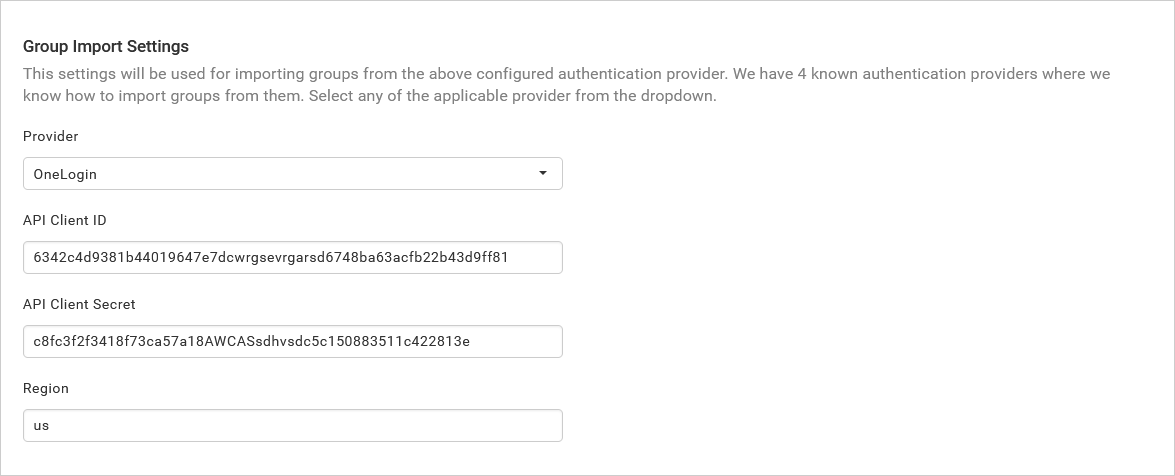 Group Import Settings
This settings will be used for importing groups from the above configured authentication provider. We have 4 known authentication providers where we
know how to import groups from them. Select any of the applicable provider from the dropdown.
Provider
OneLogin
API Client ID
6342c4d9381b44019647e7dcwrgsevrgarsd6748ba63acfb22b43d9ff81
API Client Secret
c8fc3f2f3418f73ca57a18AWCASsdhvsdc5c150883511c422813e
Region
us